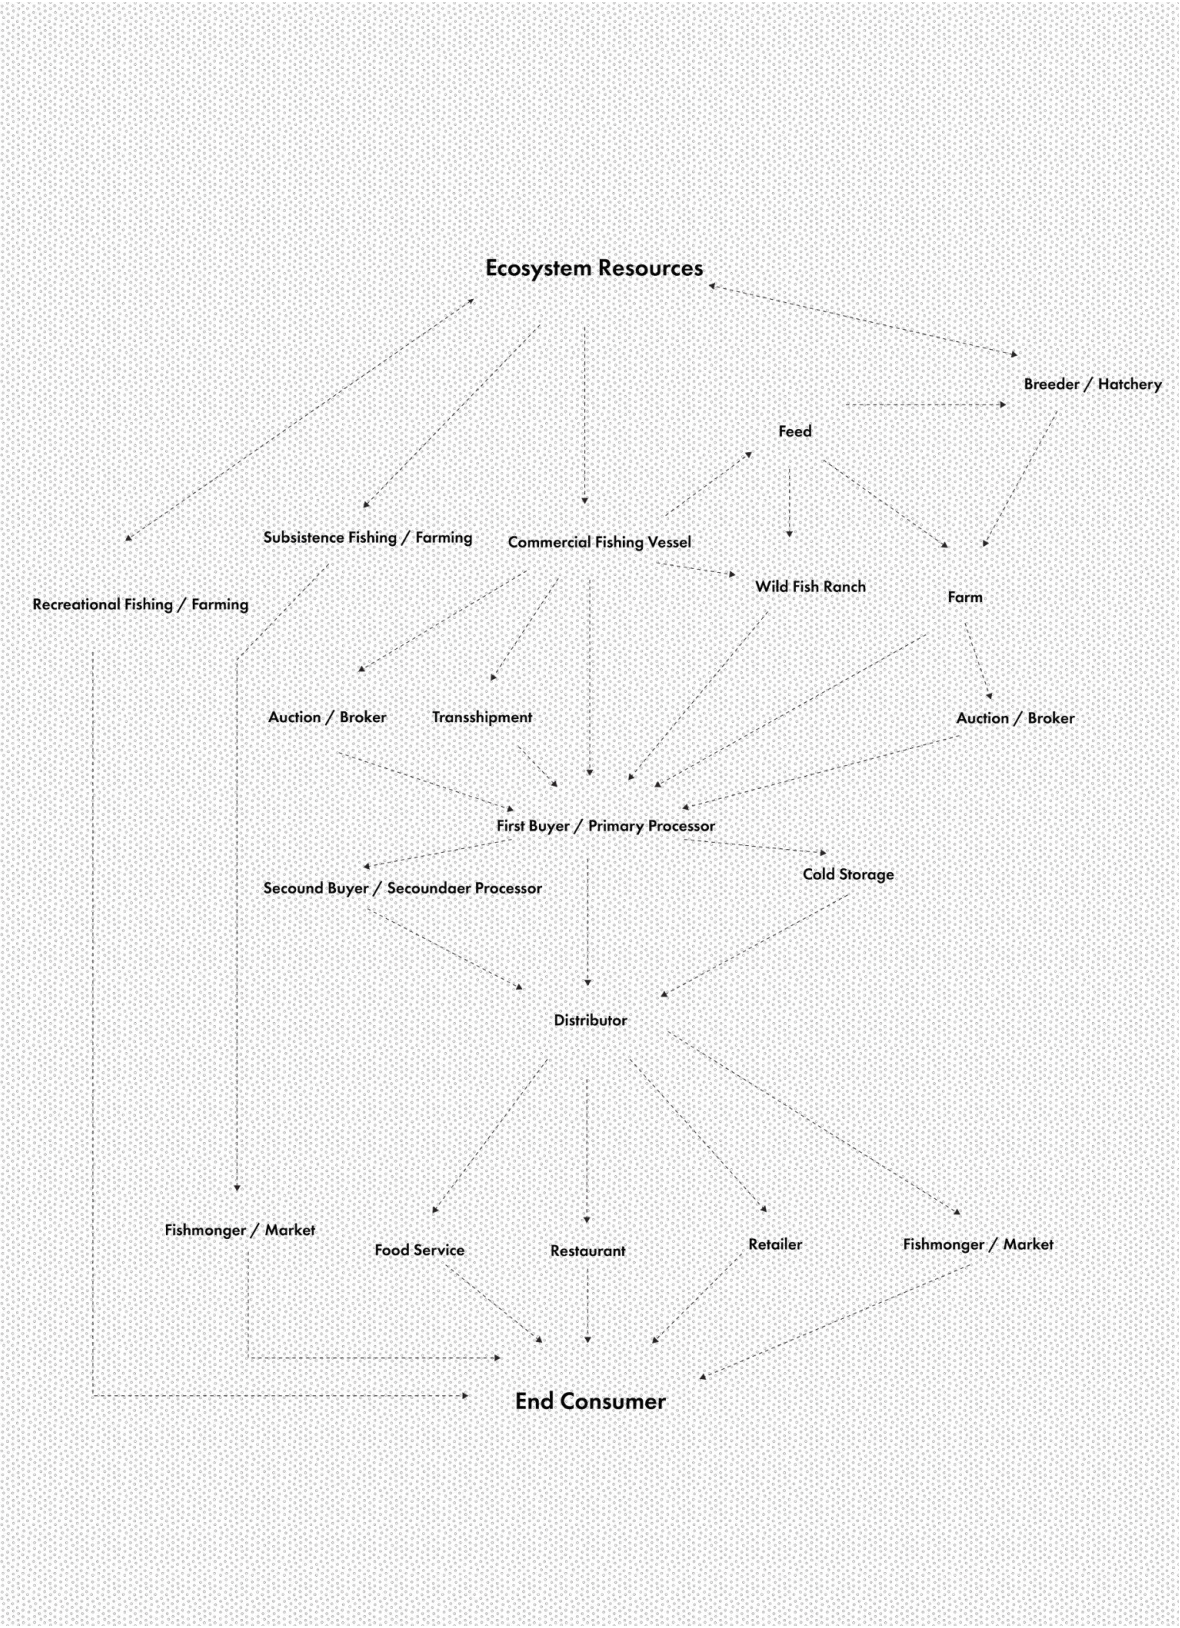 Ecosystem Resources
Breeder / Hatchery
Feed
Subsistence Fishing / Farming
Commercial Fishing Vessel
Wild Fish Ranch
Farm
Recreational Fishing / Farming
Auction / Broker
Transshipment
Auction / Broker
First Buyer / Primary Processor
Cold Storage
Secound Buyer / Secoundaer Processor
Distributor
Fishmonger / Market
Food Service
Restaurant
Retailer
Fishmonger / Market
End Consumer